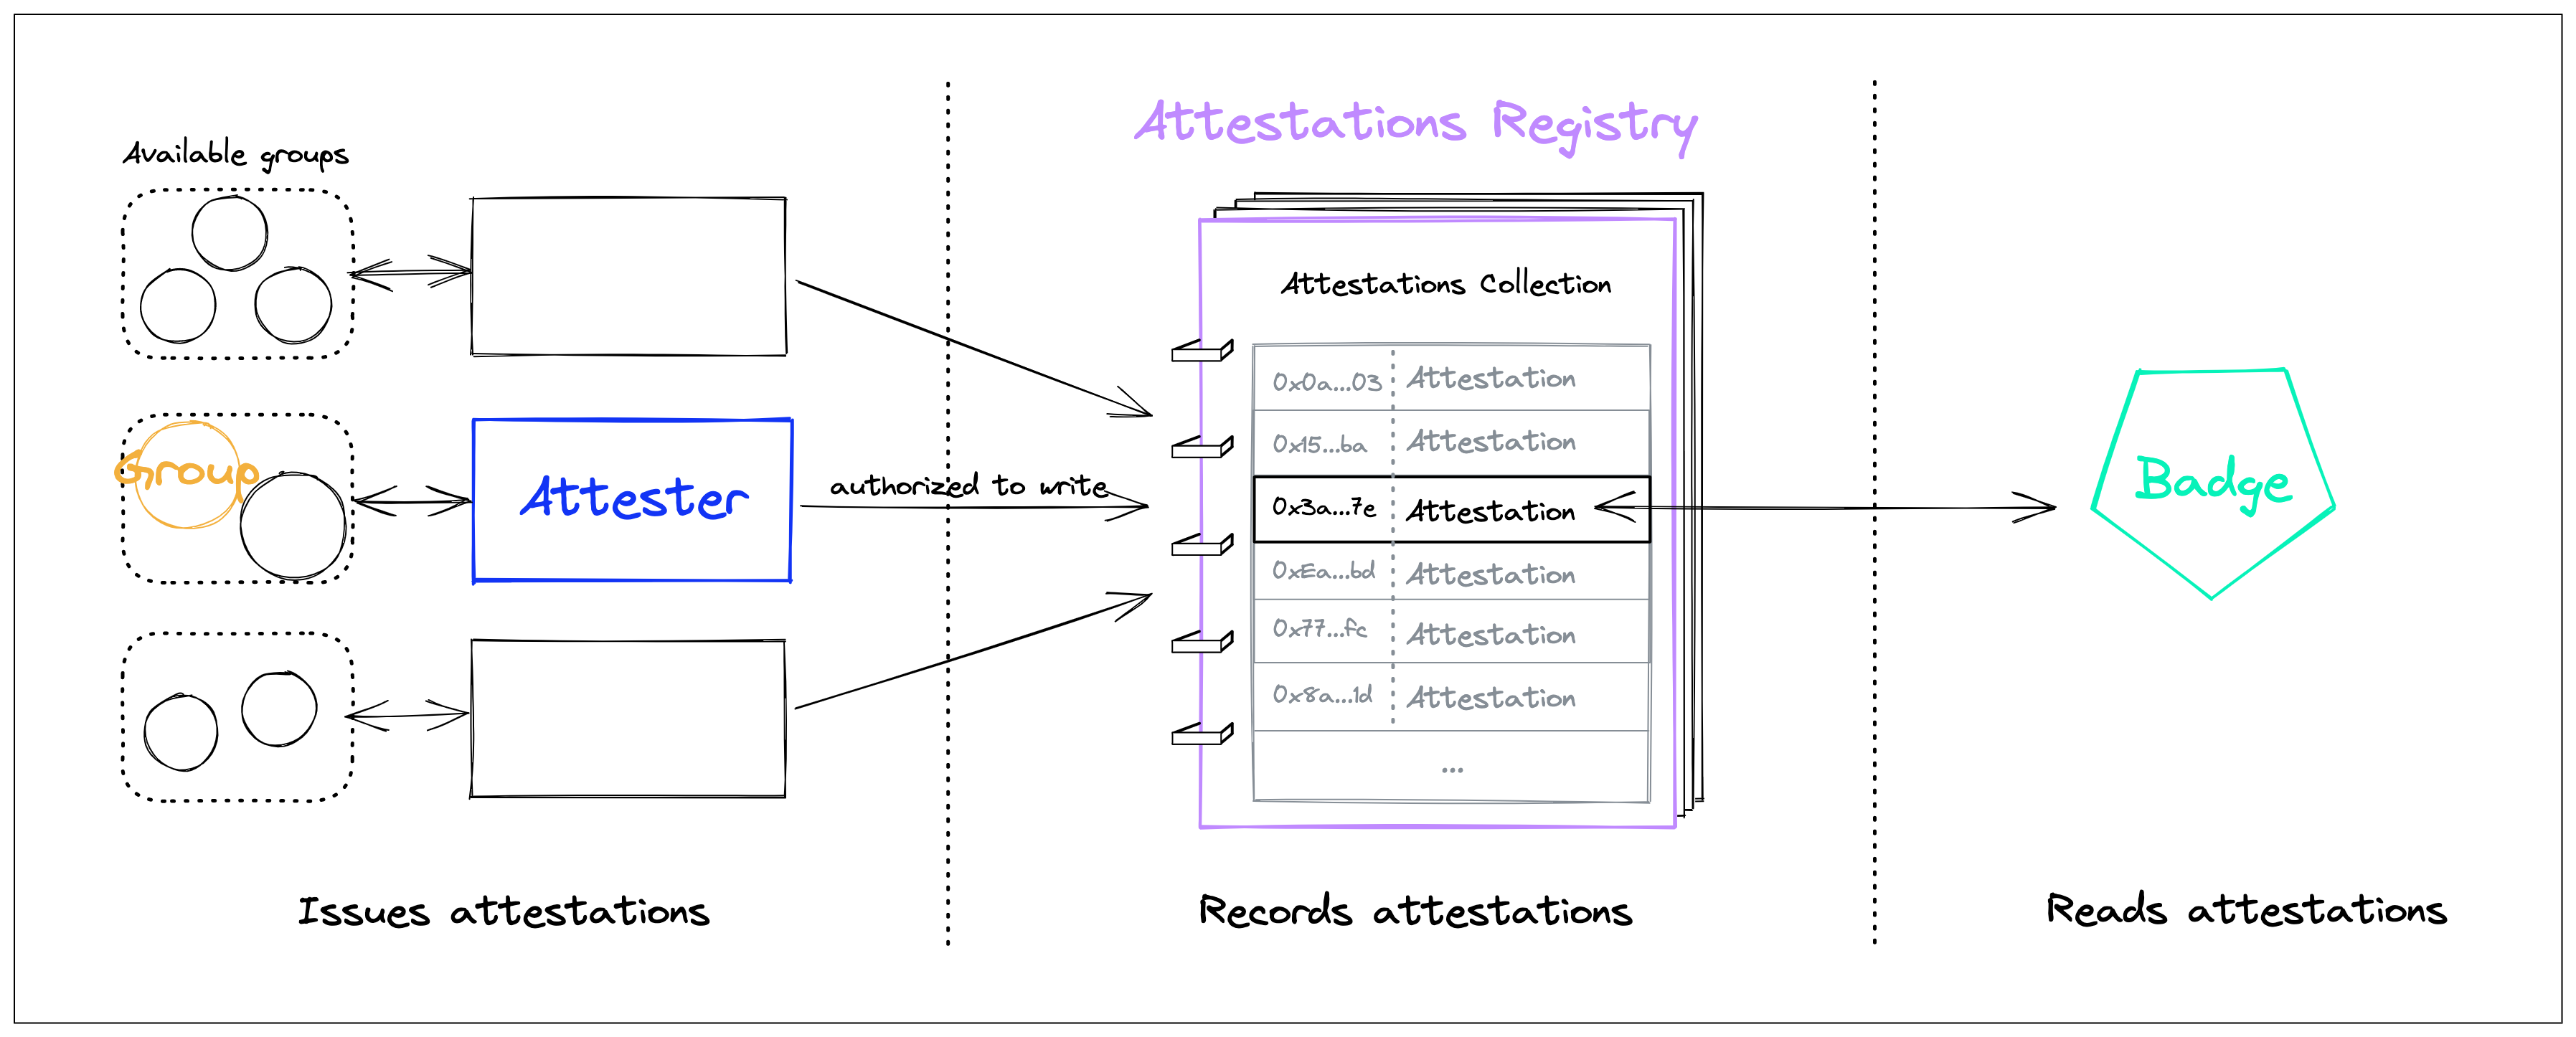 Available groups
Group
Attester
authorized to write
Issues attestations
Attestations Registry
Attestations Collection
0x0a...03 Attestation
0x15...ba Attestation
0x3a...7e Attestation
0xEa...bd Attestation
0x77...fc Attestation
0x8a...1d Attestation
...
Records attestations
Badge
Reads attestations